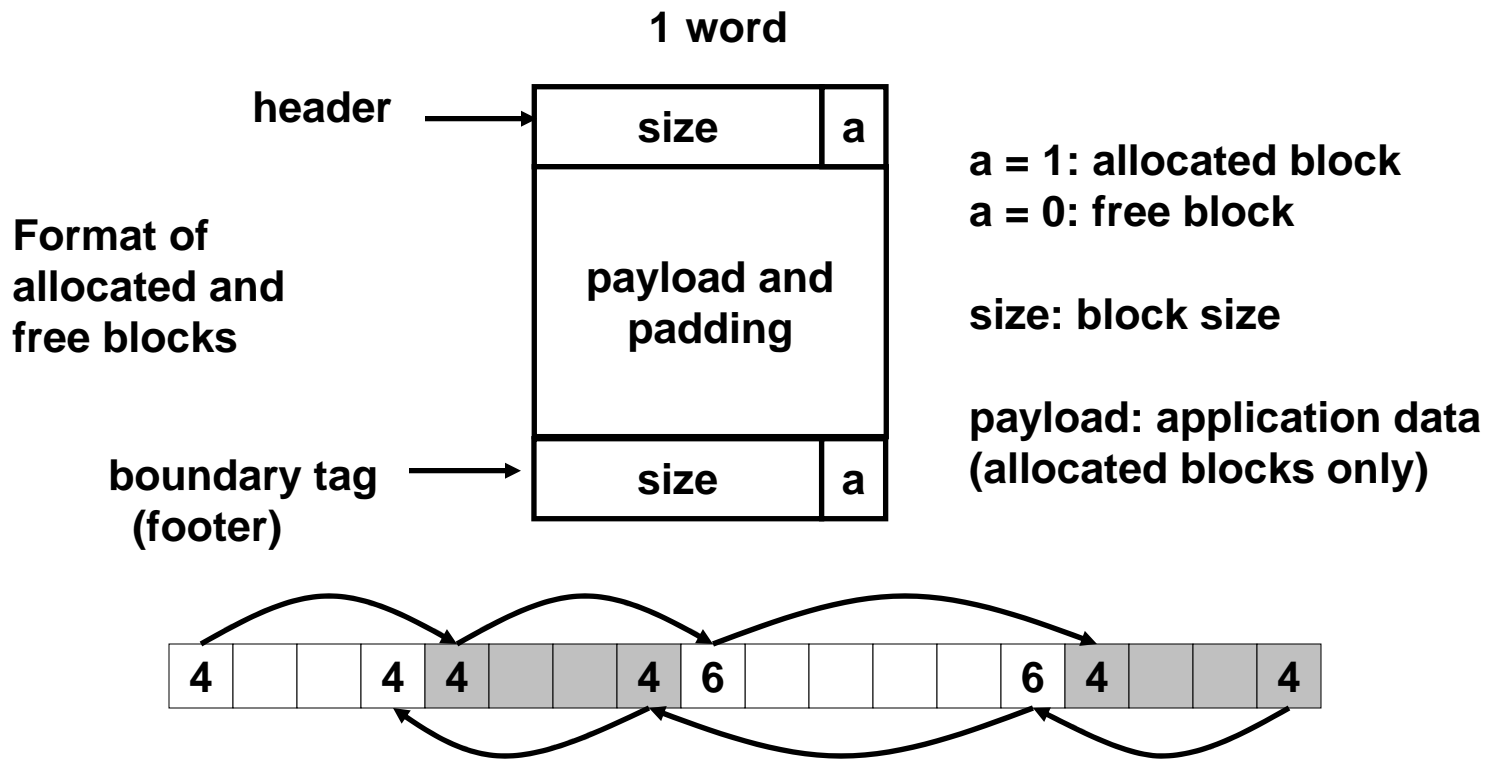 1 word
header
size a
a = 1: allocated block
a = 0: free block
Format of
allocated and
free blocks
payload and
padding
size: block size
payload: application data
(allocated blocks only)
boundary tag
(footer)
size a
4 4 4 4 6 6 4 4